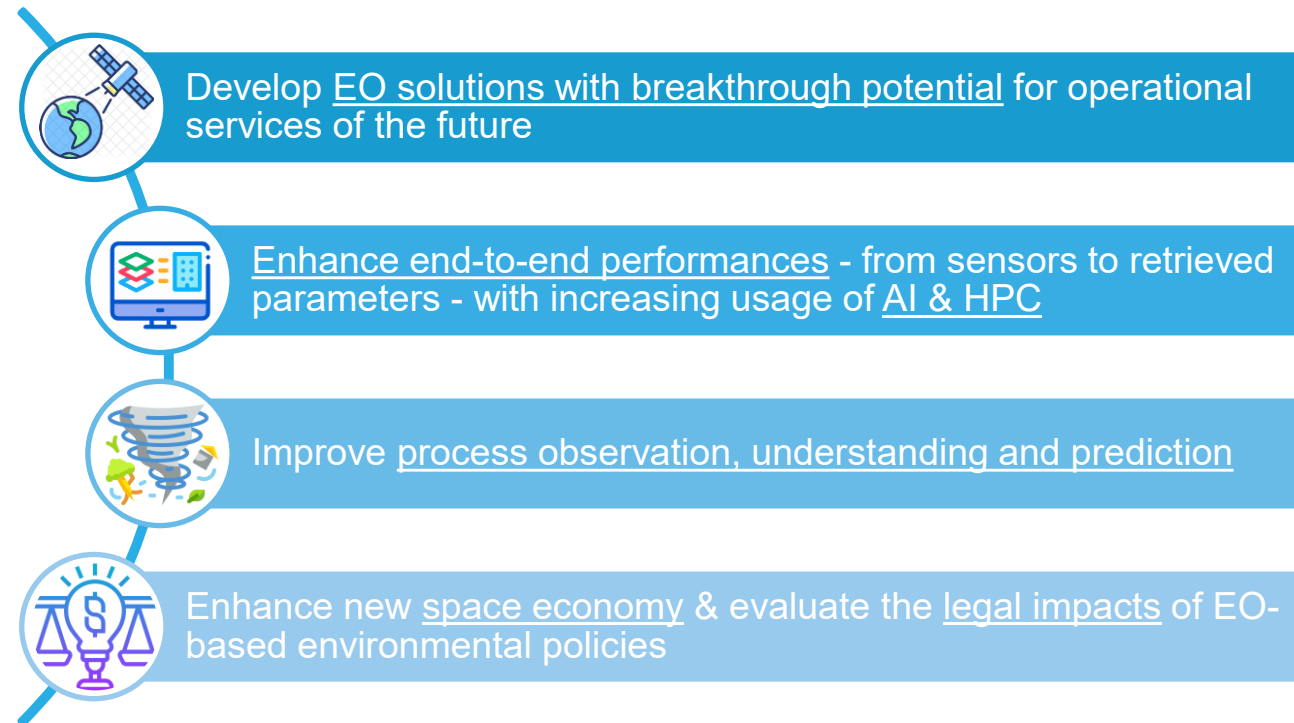 Develop EO solutions with breakthrough potential for operational
services of the future
Enhance end-to-end performances - from sensors to retrieved
parameters - with increasing usage of AI & HPC
Improve process observation, understanding and prediction
Enhance new space economy & evaluate the legal impacts of EO-
based environmental policies